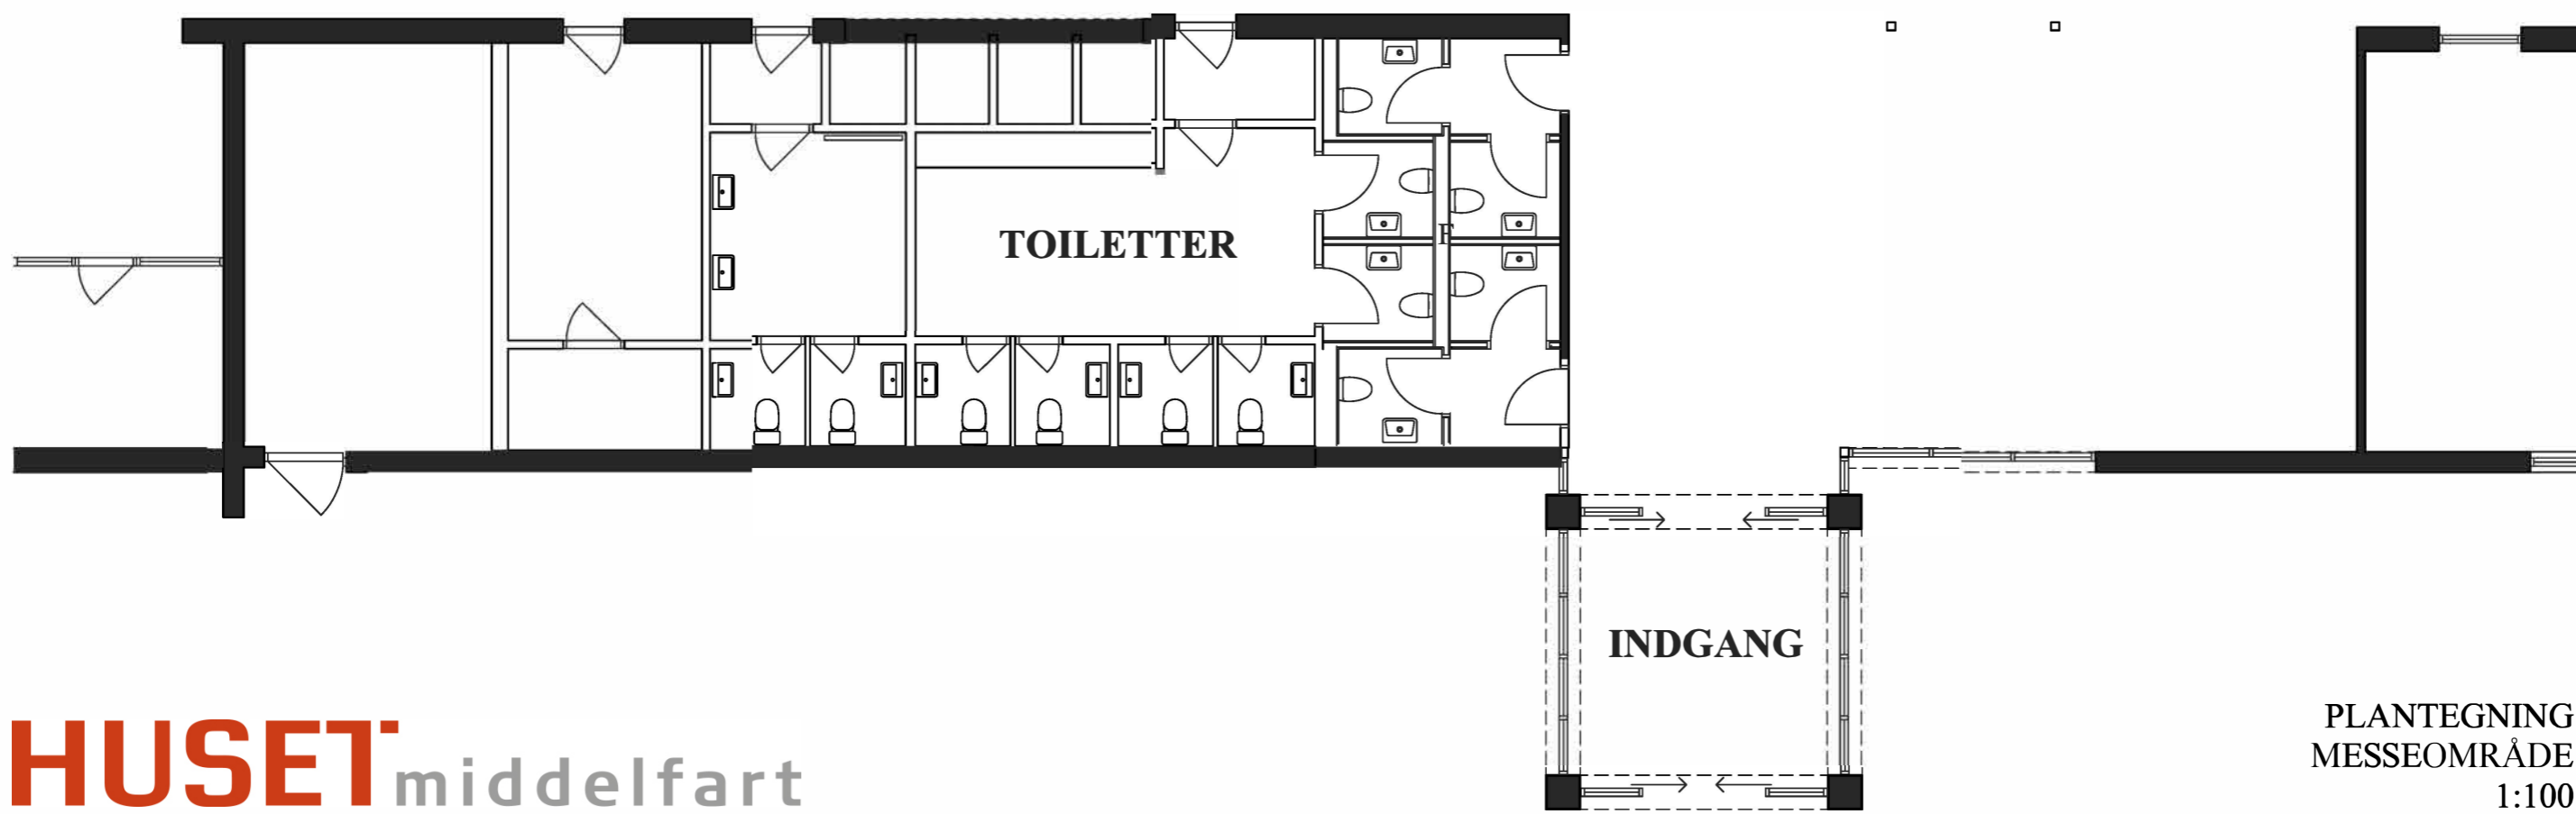 TOILETTER
F
INDGANG
HUSET middelfart
PLANTEGNING
MESSEOMRÅDE
1:100